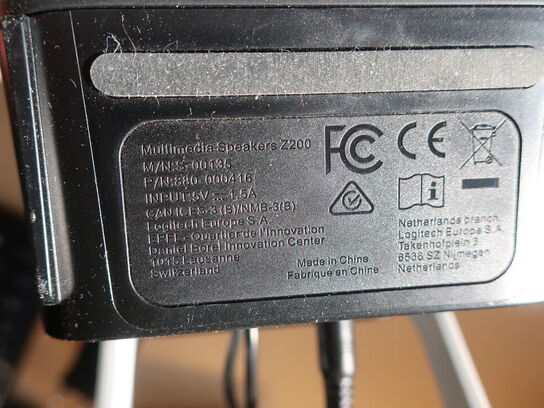 Multimedia Speakers Z200
M/N:S-00135
P/N:880-000416
INPUT:5V ⎓ 1.5A
CAN ICES-3 (B)/NMB-3(B)
Logitech Europe S.A.
EPFL - Quartier de l'Innovation
Daniel Borel Innovation Center
1015 Lausanne
Switzerland
FC CE
Made in China
Fabriqué en Chine
Netherlands branch
Logitech Europe S.A.
Takenhofplein 3
6538 SZ Nijmegen
Netherlands